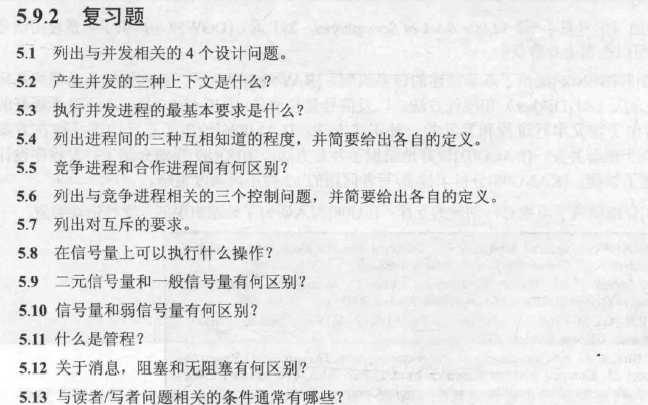 5.9.2 复习题
5.1 列出与并发相关的 4 个设计问题。
5.2 产生并发的三种上下文是什么?
5.3 执行并发进程的最基本要求是什么?
5.4 列出进程间的三种互相知道的程度，并简要给出各自的定义。
5.5 竞争进程和合作进程间有何区别?
5.6 列出与竞争进程相关的三个控制问题，并简要给出各自的定义。
5.7 列出对互斥的要求。
5.8 在信号量上可以执行什么操作?
5.9 二元信号量和一般信号量有何区别?
5.10 信号量和弱信号量有何区别?
5.11 什么是管程?
5.12 关于消息，阻塞和无阻塞有何区别?
5.13 与读者/写者问题相关的条件通常有哪些?